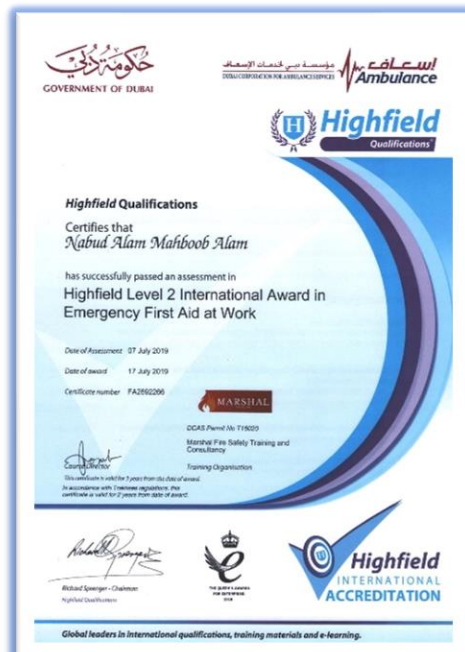 حكومة دبي
GOVERNMENT OF DUBAI
مؤسسة دبي لخدمات الإسعاف
DUBAI CORPORATION FOR AMBULANCE SERVICES
إسعاف
Ambulance
Highfield
Qualifications
Highfield Qualifications
Certifies that
Nabud Alam Mahboob Alam
has successfully passed an assessment in
Highfield Level 2 International Award in
Emergency First Aid at Work
Date of Assessment 07 July 2019
Date of award 17 July 2019
Certificate number FA2692266
MARSHAL
DCAS Permit No T15020
Marshal Fire Safety Training and
Consultancy
Course Director
Training Organisation
This certificate is valid for 3 years from the date of award.
In accordance with Trakhees regulations, this
certificate is valid for 2 years from date of award.
Richard Sprenger - Chairman
Highfield Qualifications
THE QUEEN'S AWARDS
FOR ENTERPRISE
Highfield
INTERNATIONAL
ACCREDITATION
Global leaders in international qualifications, training materials and e-learning.